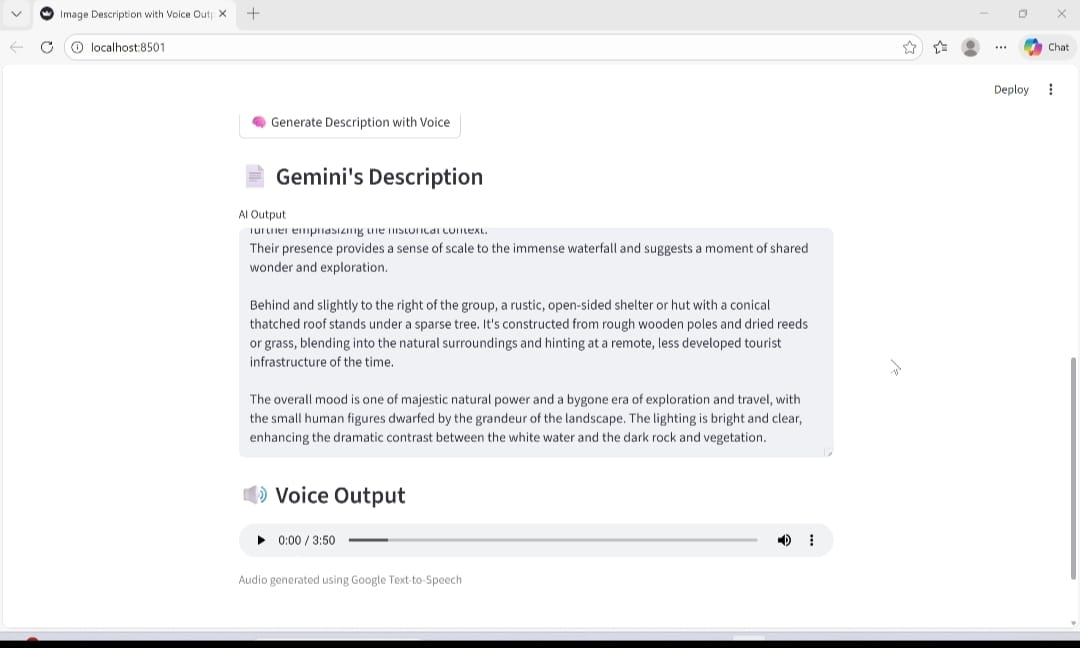 Image Description with Voice Outp
localhost:8501
Chat
Deploy
Generate Description with Voice
Gemini's Description
AI Output
further emphasizing the historical context.
Their presence provides a sense of scale to the immense waterfall and suggests a moment of shared
wonder and exploration.
Behind and slightly to the right of the group, a rustic, open-sided shelter or hut with a conical
thatched roof stands under a sparse tree. It's constructed from rough wooden poles and dried reeds
or grass, blending into the natural surroundings and hinting at a remote, less developed tourist
infrastructure of the time.
The overall mood is one of majestic natural power and a bygone era of exploration and travel, with
the small human figures dwarfed by the grandeur of the landscape. The lighting is bright and clear,
enhancing the dramatic contrast between the white water and the dark rock and vegetation.
Voice Output
0:00 / 3:50
Audio generated using Google Text-to-Speech